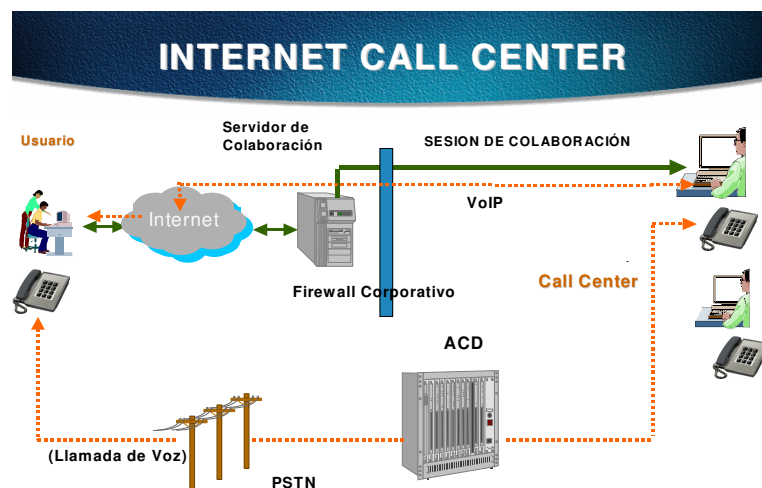 INTERNET CALL CENTER
Servidor de
Colaboración
Usuario
SESION DE COLABORACIÓN
Internet
VoIP
Firewall Corporativo
Call Center
ACD
(Llamada de Voz)
PSTN